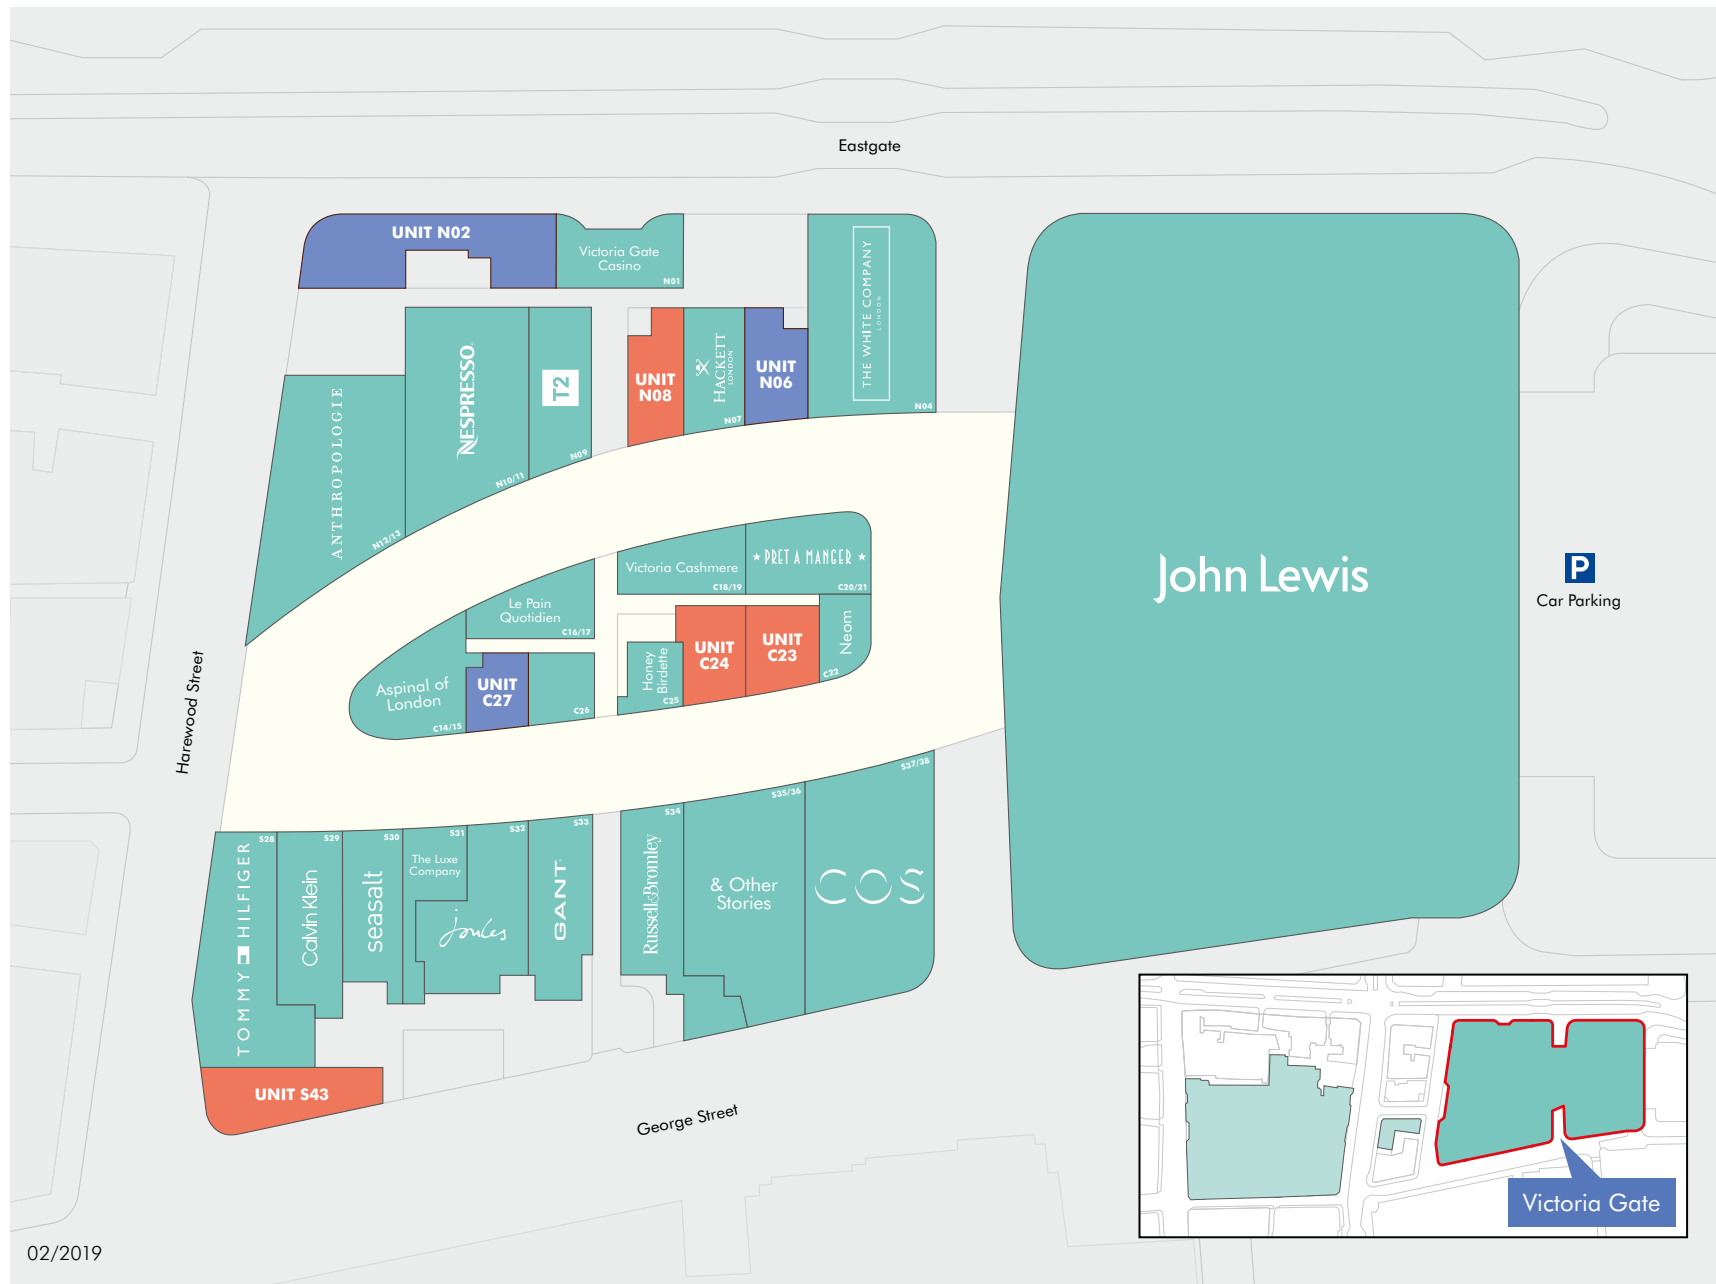 Eastgate
UNIT N02
Victoria Gate
Casino
N01
THE WHITE COMPANY
LONDON
N04
NESPRESSO
N10/11
T2
N09
UNIT
N08
HACKETT
LONDON
N07
UNIT
N06
ANTHROPOLOGIE
N12/13
Victoria Cashmere
C18/19
PRET A MANGER
C20/21
John Lewis
P
Car Parking
Le Pain
Quotidien
C16/17
Honey
Birdette
C25
UNIT
C24
UNIT
C23
Neom
C22
Harewood Street
Aspinal of
London
C14/15
UNIT
C27
C26
S28
TOMMY HILFIGER
S29
Calvin Klein
S30
seasalt
S31
The Luxe
Company
S32
joules
S33
GANT
S34
Russell & Bromley
S35/36
& Other
Stories
S37/38
COS
UNIT S43
George Street
Victoria Gate
02/2019